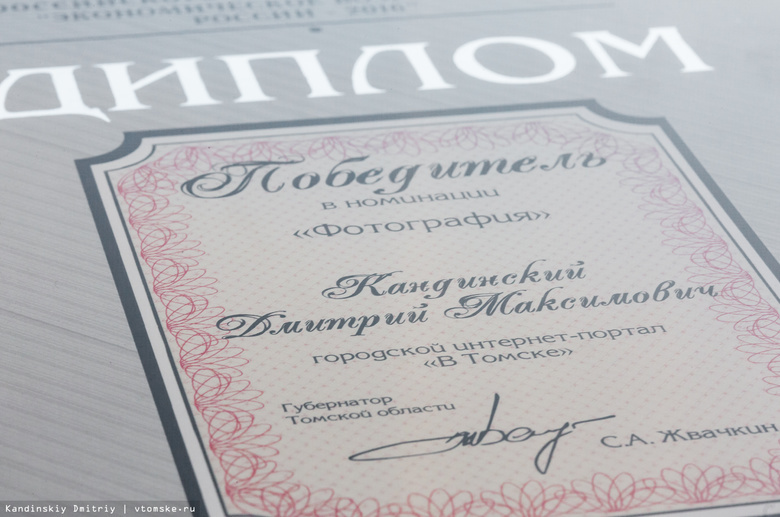 "ЭКОНОМИЧЕСКОЕ
РОССИИ 2016"
ДИПЛОМ
Победитель
в номинации
«Фотография»
Кандинский
Дмитрий Максимович
городской интернет-портал
«В Томске»
Губернатор
Томской области
С.А. Жвачкин
Kandinskiy Dmitriy | vtomske.ru